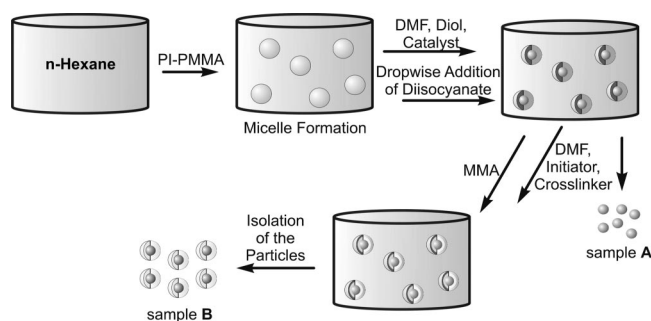 n-Hexane
PI-PMMA
Micelle Formation
DMF, Diol,
Catalyst
Dropwise Addition
of Diisocyanate
MMA
DMF,
Initiator,
Crosslinker
sample A
Isolation
of the
Particles
sample B